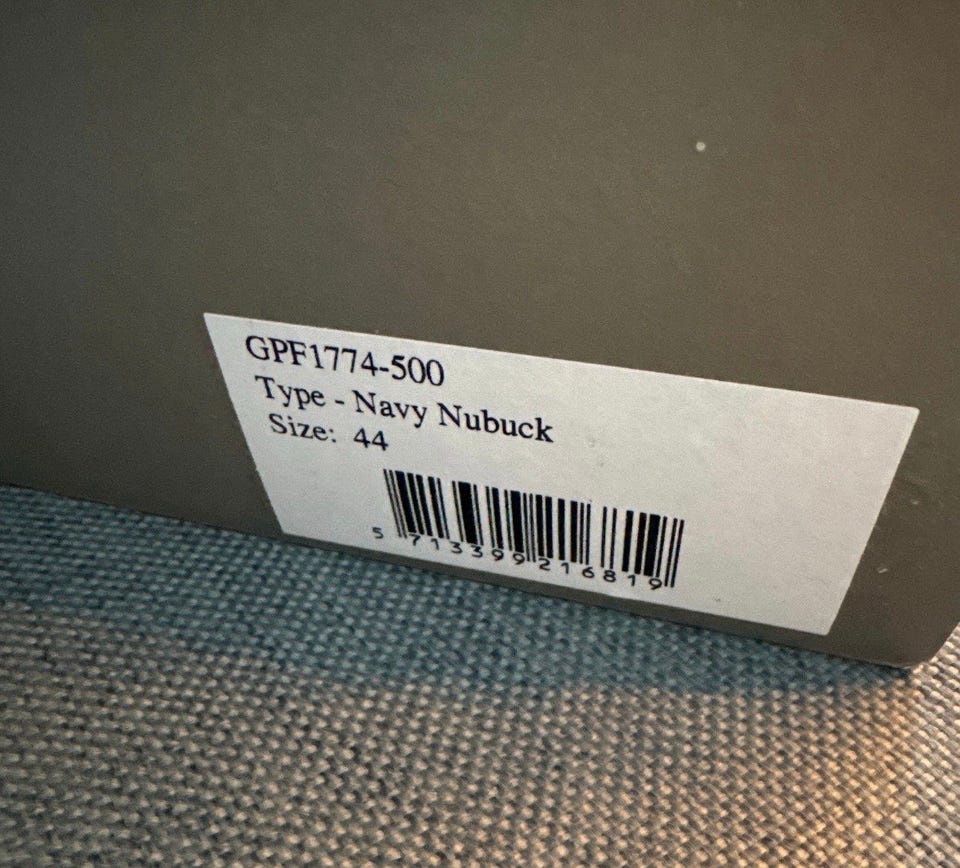 GPF1774-500
Type - Navy Nubuck
Size: 44
5 713399 216819